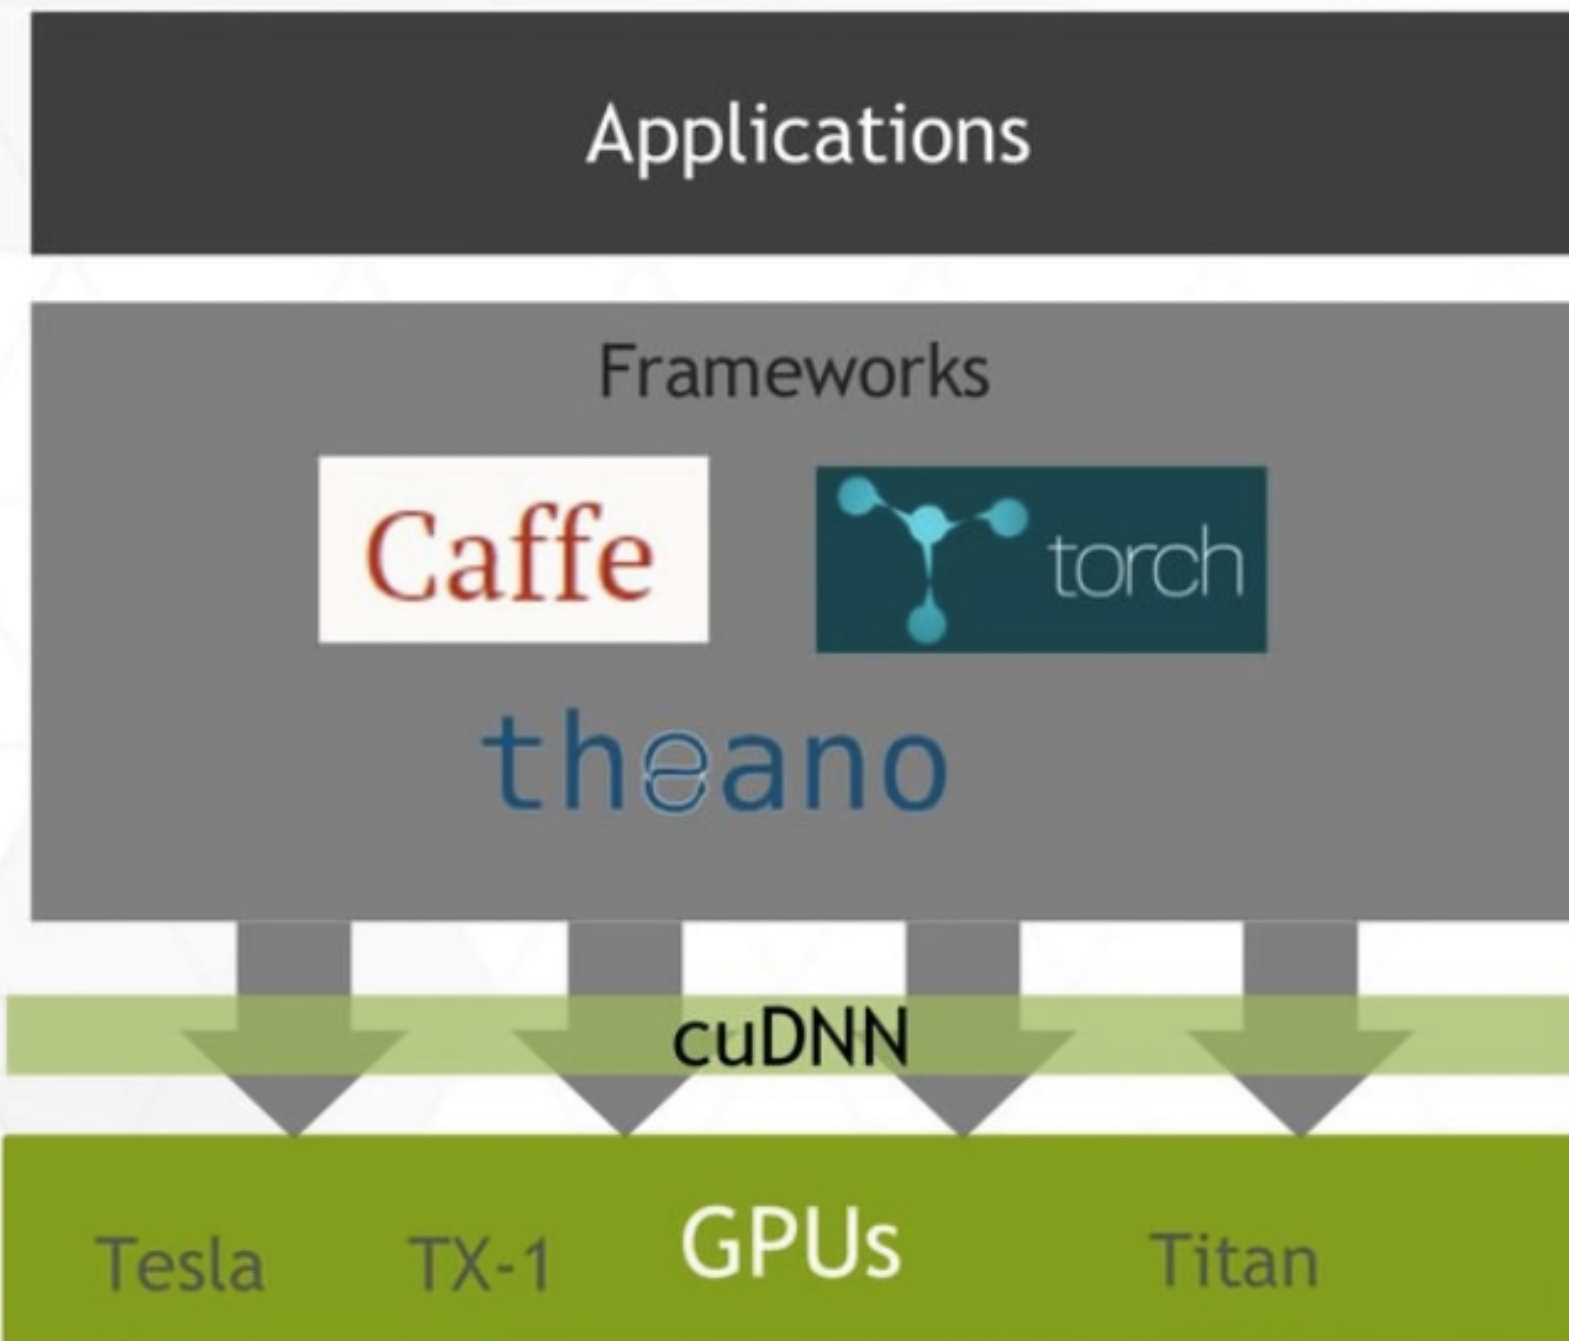 Applications
Frameworks
Caffe
torch
theano
cuDNN
Tesla TX-1 GPUs Titan